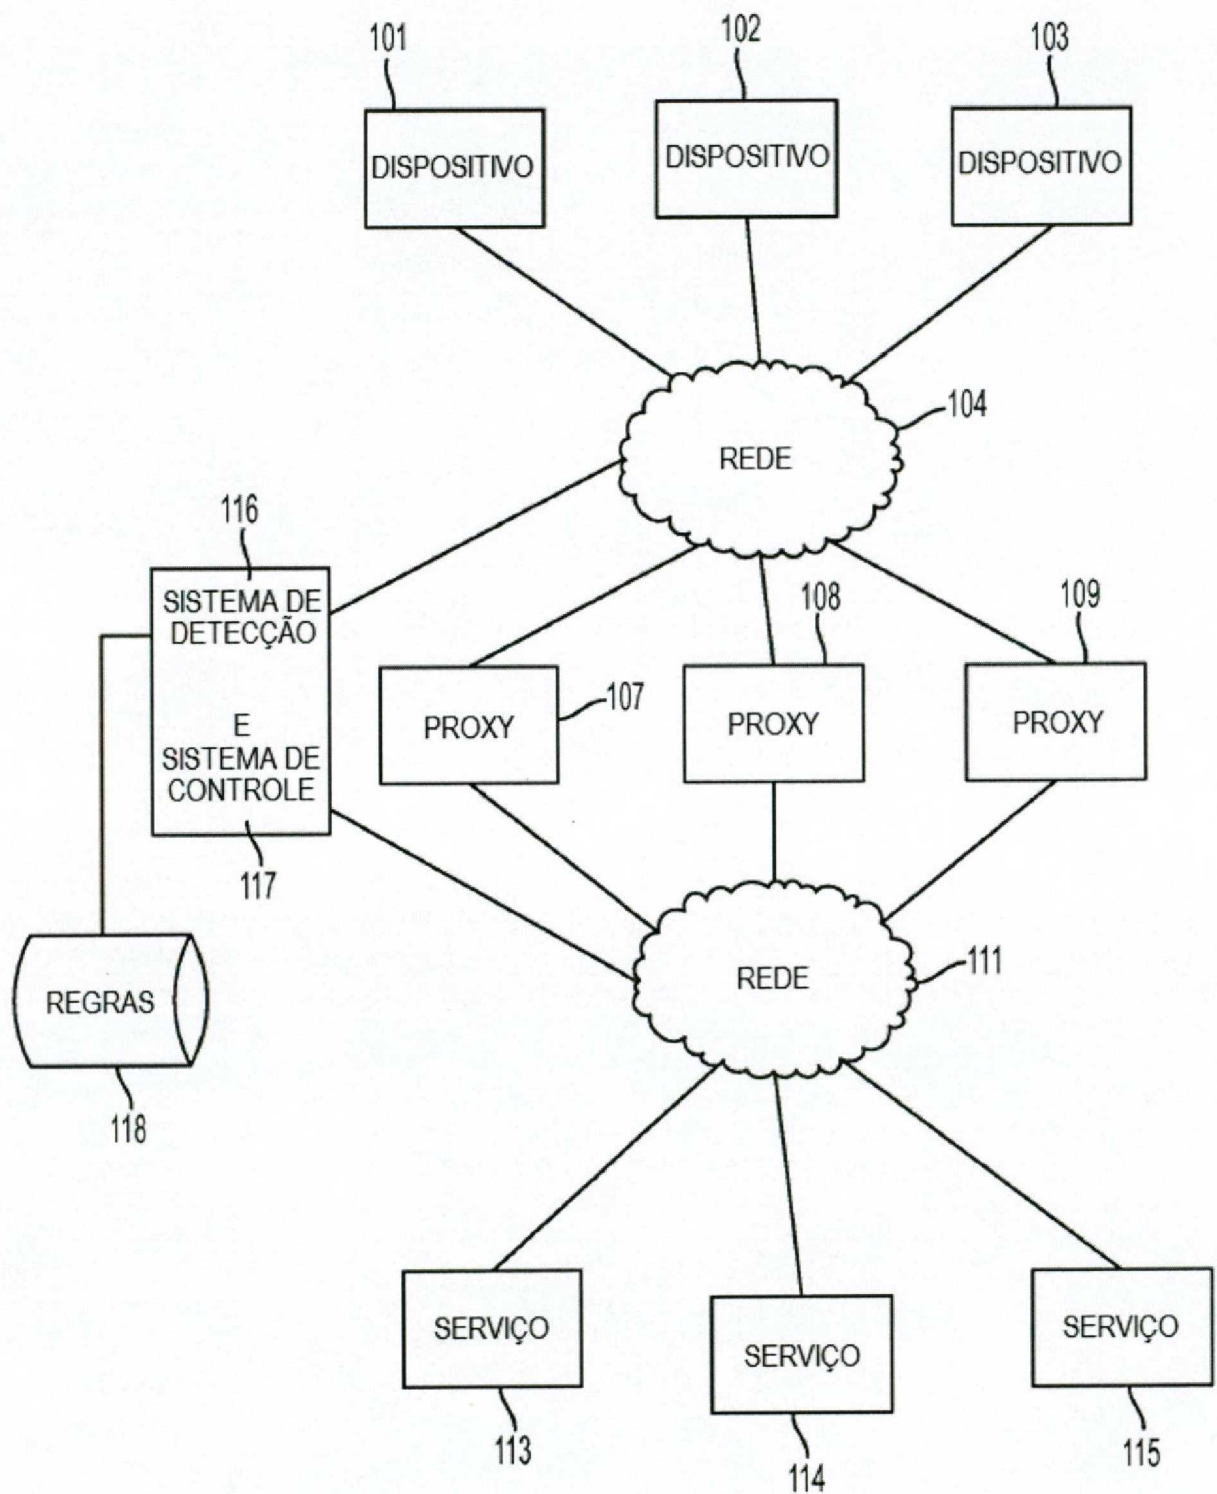 101
102
103
DISPOSITIVO
DISPOSITIVO
DISPOSITIVO
104
REDE
116
SISTEMA DE
DETECÇÃO
E
SISTEMA DE
CONTROLE
117
107
PROXY
108
PROXY
109
PROXY
REDE
111
REGRAS
118
SERVIÇO
SERVIÇO
SERVIÇO
113
114
115